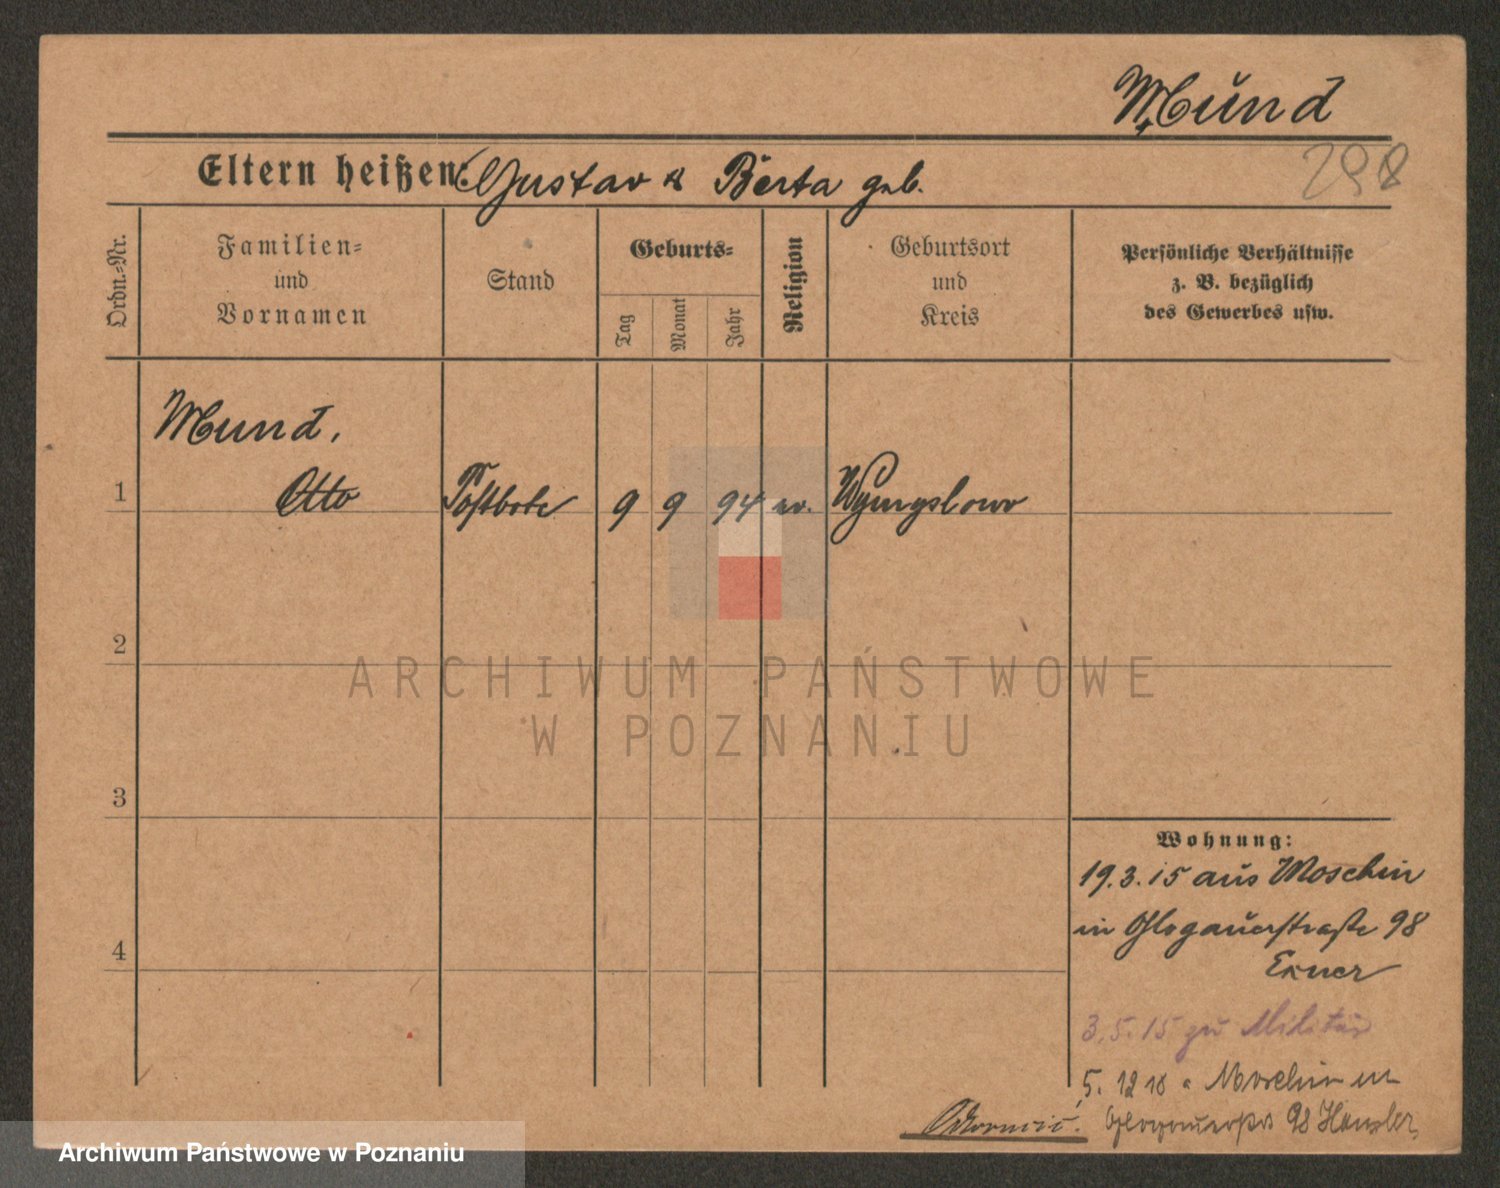 Mund
298
Eltern heißen: Gustav & Berta geb.
Ordn.=Nr.
Familien=
und
Vornamen
Stand
Geburts=
Tag
Monat
Jahr
Religion
Geburtsort
und
Kreis
Persönliche Verhältnisse
z. B. bezüglich
des Gewerbes usw.
Mund,
1 Otto Postbote 9 9 94 ev. Wymyslowo
2
ARCHIWUM PAŃSTWOWE
W POZNANIU
3
Wohnung:
19.3.15 aus Moschin
in Glogauerstraße 98
Exner
4
3.5.15 zu Militär
5. 12 18 Moschin in
98
Archiwum Państwowe w Poznaniu